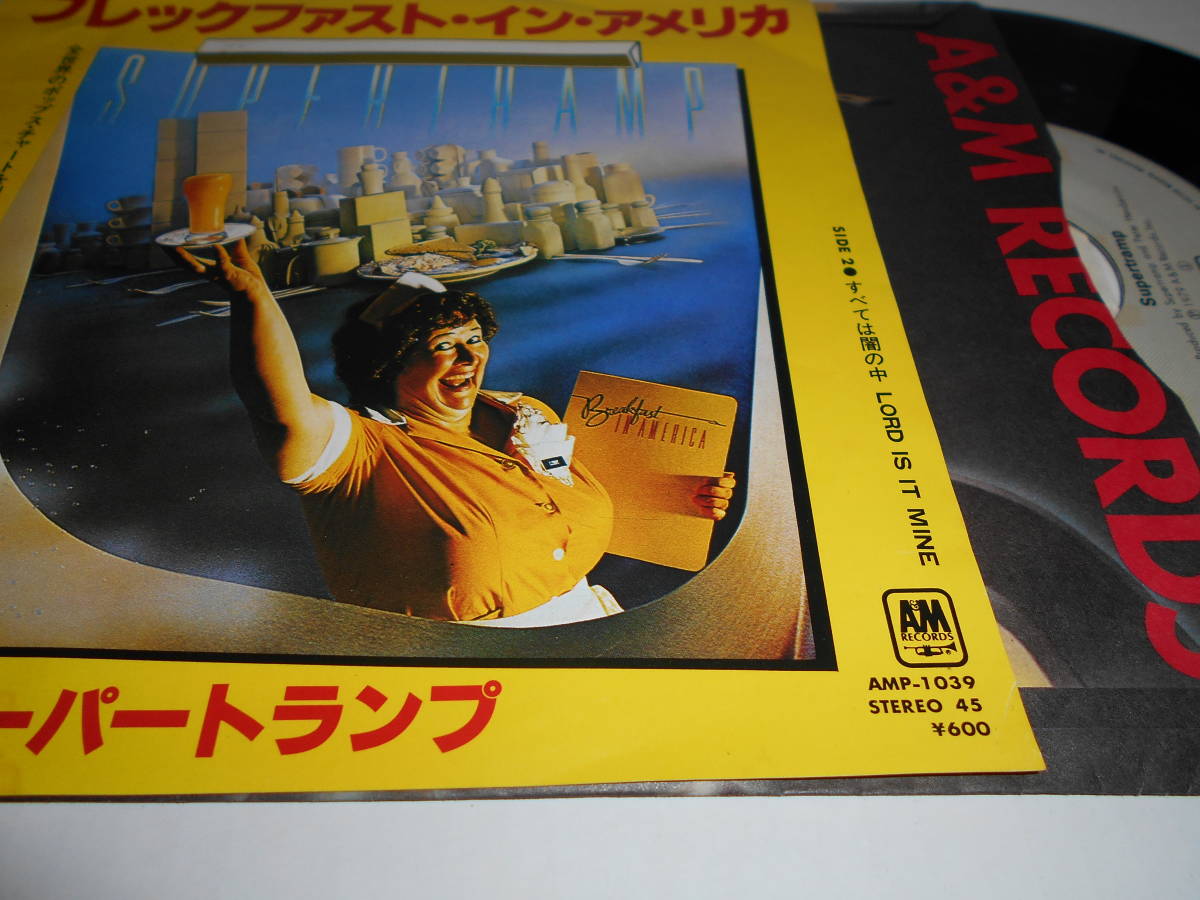 ブレックファスト・イン・アメリカ
SUPERTRAMP
Breakfast
IN AMERICA
SIDE 2●すべては闇の中 LORD IS IT MINE
A&M
RECORDS
AMP-1039
STEREO 45
¥600
ーパートランプ
A&M RECORDS
Supertramp